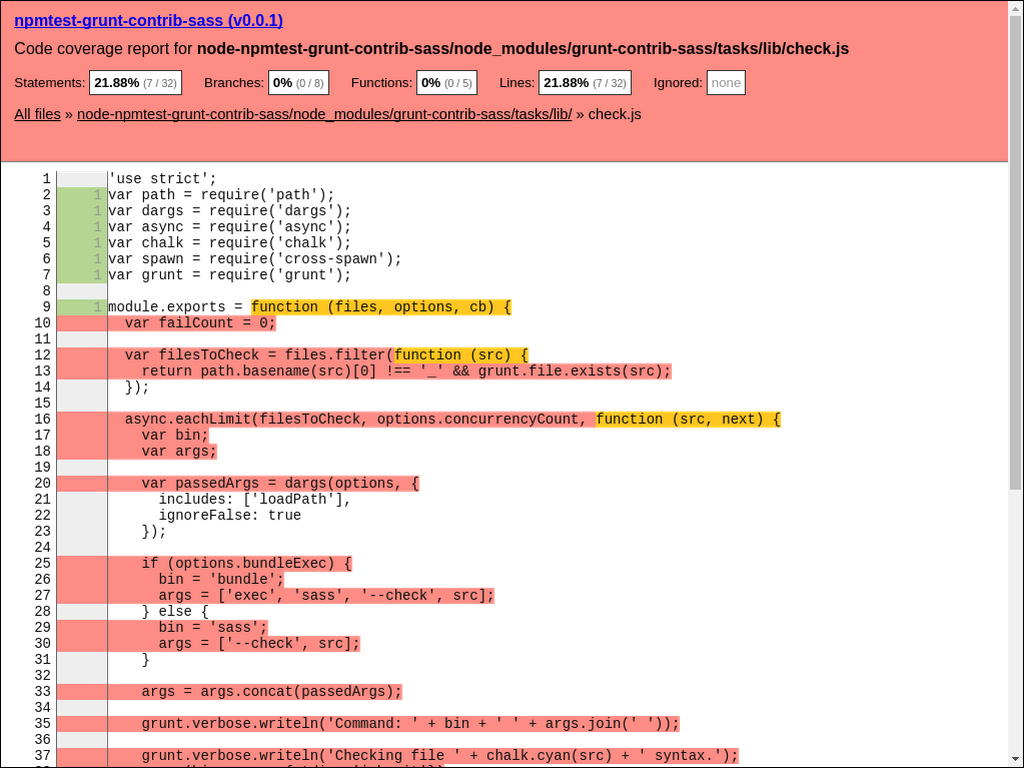 npmtest-grunt-contrib-sass (v0.0.1)
Code coverage report for node-npmtest-grunt-contrib-sass/node_modules/grunt-contrib-sass/tasks/lib/check.js
Statements: 21.88% (7 / 32) Branches: 0% (0 / 8) Functions: 0% (0 / 5) Lines: 21.88% (7 / 32) Ignored: none
All files » node-npmtest-grunt-contrib-sass/node_modules/grunt-contrib-sass/tasks/lib/ » check.js
1 'use strict';
2 1 var path = require('path');
3 1 var dargs = require('dargs');
4 1 var async = require('async');
5 1 var chalk = require('chalk');
6 1 var spawn = require('cross-spawn');
7 1 var grunt = require('grunt');
8
9 1 module.exports = function (files, options, cb) {
10 var failCount = 0;
11
12 var filesToCheck = files.filter(function (src) {
13 return path.basename(src)[0] !== '_' && grunt.file.exists(src);
14 });
15
16 async.eachLimit(filesToCheck, options.concurrencyCount, function (src, next) {
17 var bin;
18 var args;
19
20 var passedArgs = dargs(options, {
21 includes: ['loadPath'],
22 ignoreFalse: true
23 });
24
25 if (options.bundleExec) {
26 bin = 'bundle';
27 args = ['exec', 'sass', '--check', src];
28 } else {
29 bin = 'sass';
30 args = ['--check', src];
31 }
32
33 args = args.concat(passedArgs);
34
35 grunt.verbose.writeln('Command: ' + bin + ' ' + args.join(' '));
36
37 grunt.verbose.writeln('Checking file ' + chalk.cyan(src) + ' syntax.');